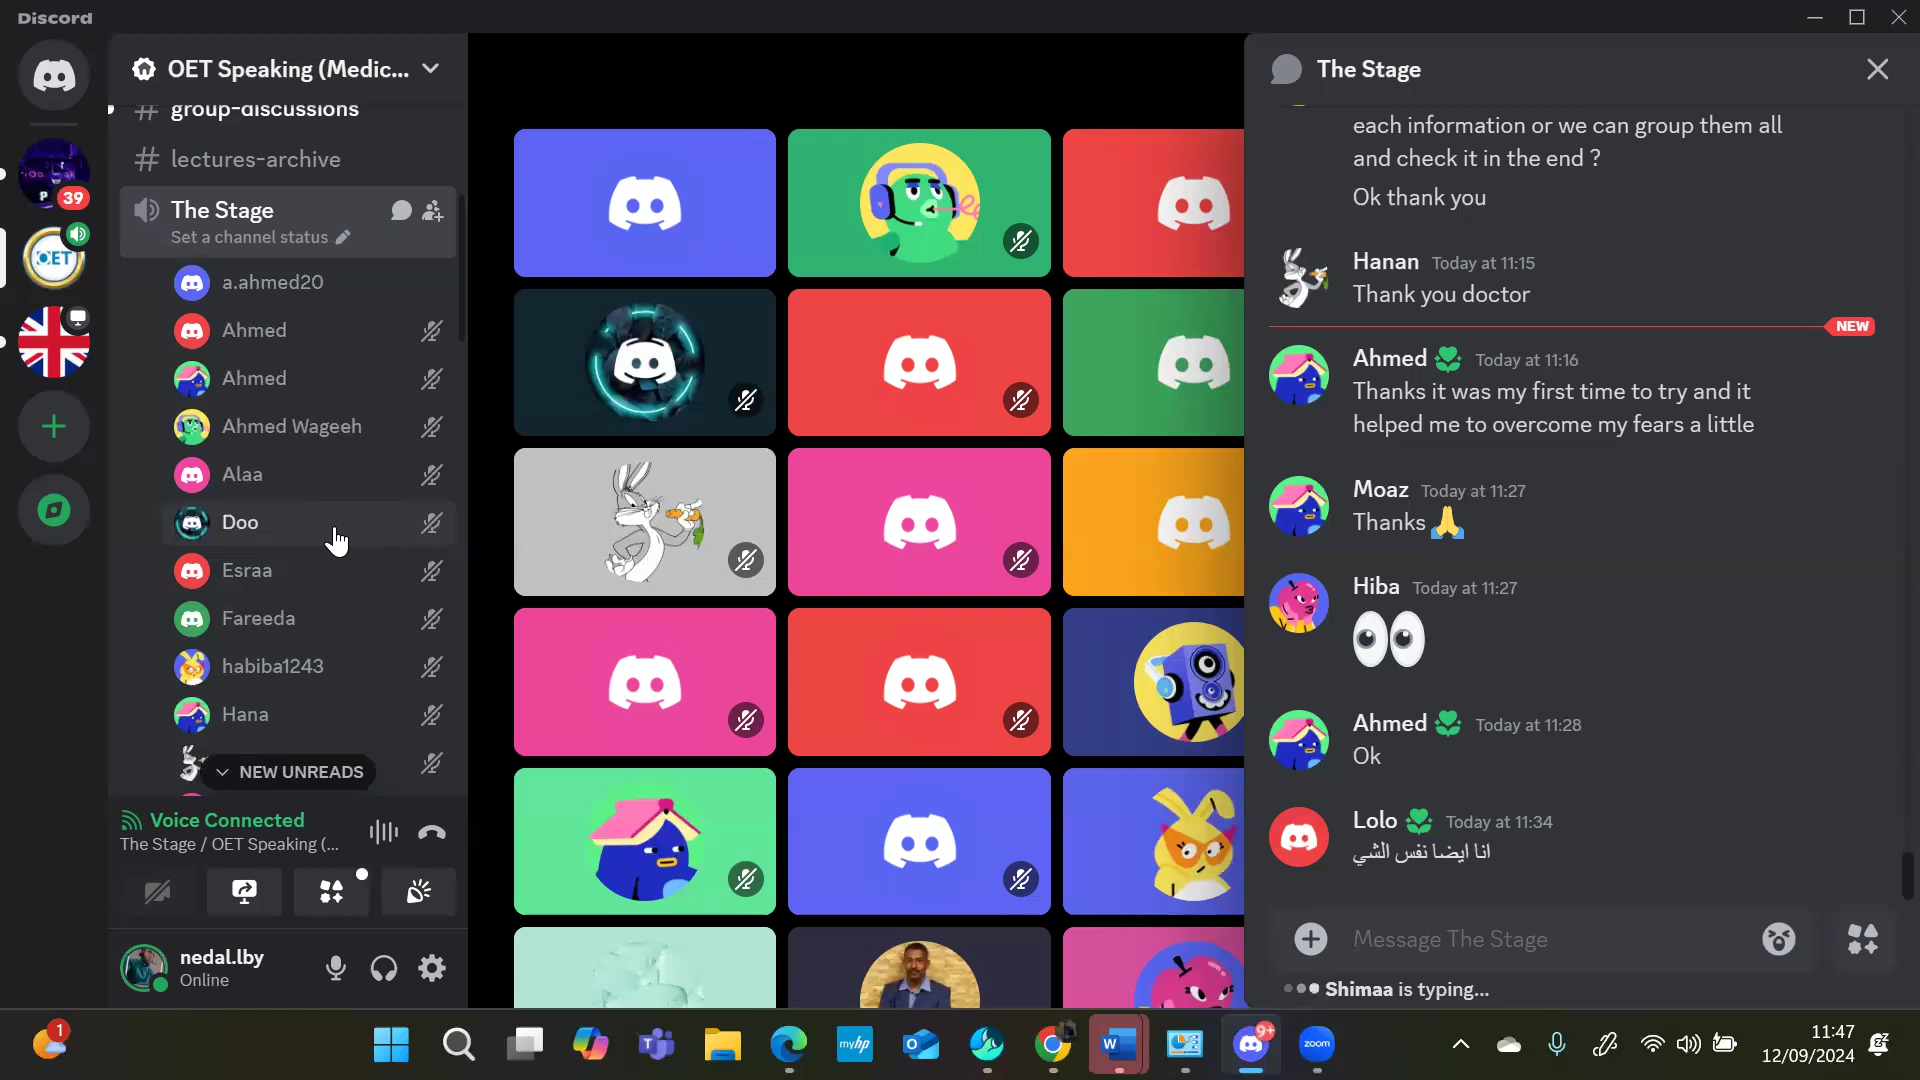 Discord
OET Speaking (Medic...
group-discussions
lectures-archive
The Stage
Set a channel status
a.ahmed20
Ahmed
Ahmed
Ahmed Wageeh
Alaa
Doo
Esraa
Fareeda
habiba1243
Hana
NEW UNREADS
Voice Connected
The Stage / OET Speaking (...
nedal.lby
Online
39
OET
The Stage
each information or we can group them all
and check it in the end ?
Ok thank you
Hanan Today at 11:15
Thank you doctor
NEW
Ahmed Today at 11:16
Thanks it was my first time to try and it
helped me to overcome my fears a little
Moaz Today at 11:27
Thanks🙏
Hiba Today at 11:27
👀
Ahmed Today at 11:28
Ok
Lolo Today at 11:34
انا ايضا نفس الشي
Message The Stage
Shimaa is typing...
1
myhp
W
9+
zoom
11:47
12/09/2024